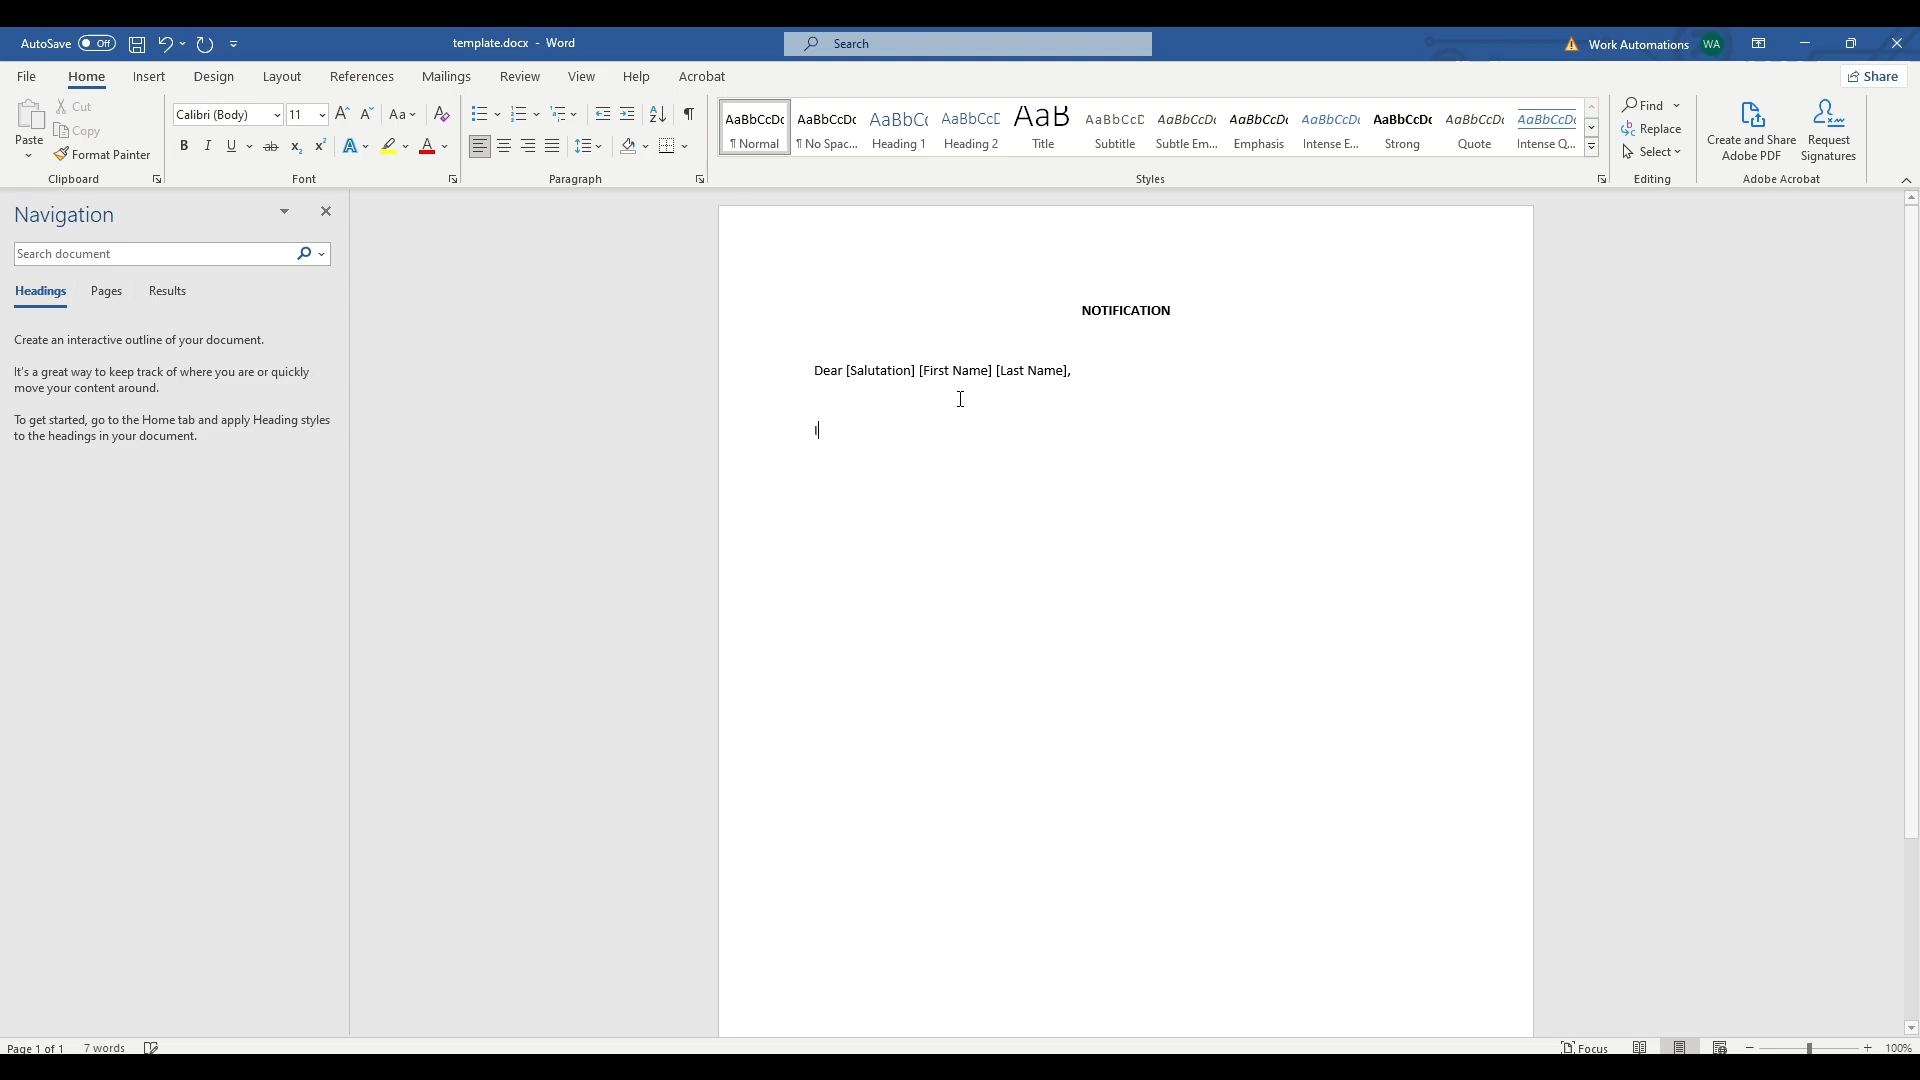 AutoSave Off template.docx - Word Search Work Automations WA
File Home Insert Design Layout References Mailings Review View Help Acrobat Share
Paste
Cut
Copy
Format Painter
Clipboard
Calibri (Body) 11
Font
Paragraph
AaBbCcDc AaBbCcDc AaBbC( AaBbCcE AaB AaBbCcD AaBbCcDc AaBbCcDc AaBbCcDc AaBbCcDc AaBbCcDc AaBbCcDc
¶ Normal ¶ No Spac... Heading 1 Heading 2 Title Subtitle Subtle Em... Emphasis Intense E... Strong Quote Intense Q...
Styles
Find
Replace
Select
Editing
Create and Share
Adobe PDF
Request
Signatures
Adobe Acrobat
Navigation
Search document
Headings Pages Results
Create an interactive outline of your document.
It's a great way to keep track of where you are or quickly
move your content around.
To get started, go to the Home tab and apply Heading styles
to the headings in your document.
NOTIFICATION
Dear [Salutation] [First Name] [Last Name],
I
Page 1 of 1 7 words Focus 100%